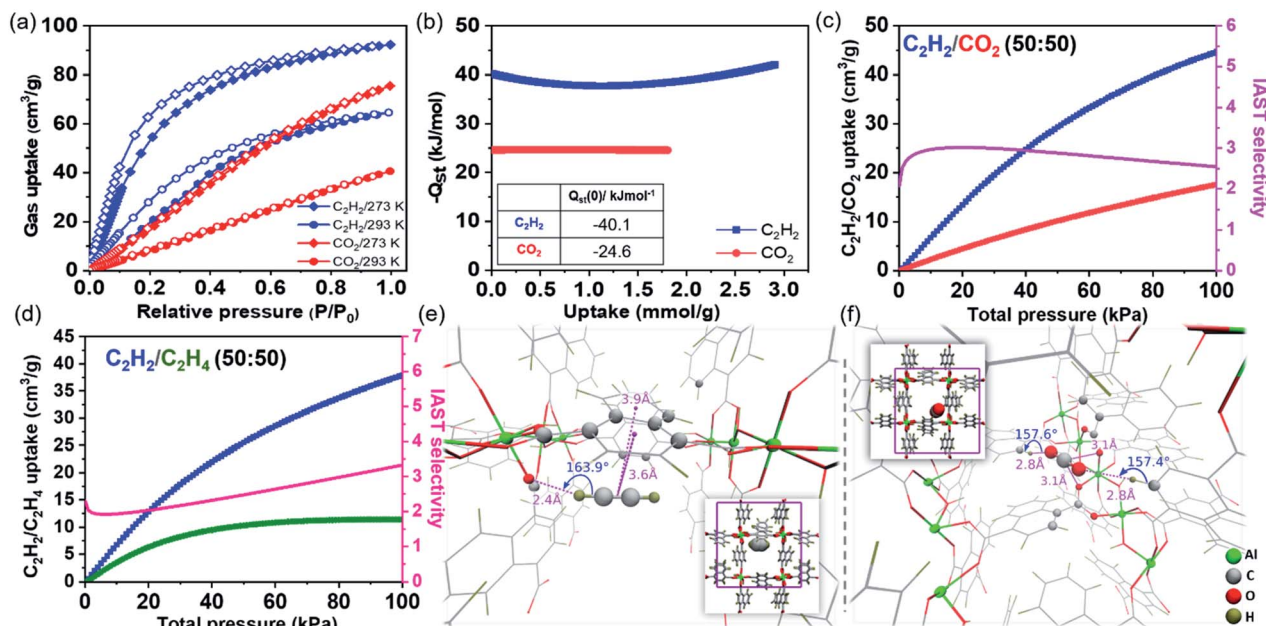 (a)
100
80
60
40
20
0
Gas uptake (cm³/g)
C₂H₂/273 K
C₂H₂/293 K
CO₂/273 K
CO₂/293 K
0.0 0.2 0.4 0.6 0.8 1.0
Relative pressure (P/P₀)
(b)
50
40
30
20
10
0
-Qst (kJ/mol)
Qst(0)/ kJmol⁻¹
C₂H₂ -40.1
CO₂ -24.6
C₂H₂
CO₂
0.0 0.5 1.0 1.5 2.0 2.5 3.0
Uptake (mmol/g)
(c)
50
40
30
20
10
0
C₂H₂/CO₂ uptake (cm³/g)
C₂H₂/CO₂ (50:50)
6
5
4
3
2
1
0
IAST selectivity
0 20 40 60 80 100
Total pressure (kPa)
(d)
45
40
35
30
25
20
15
10
5
0
C₂H₂/C₂H₄ uptake (cm³/g)
C₂H₂/C₂H₄ (50:50)
7
6
5
4
3
2
1
0
IAST selectivity
0 20 40 60 80 100
Total pressure (kPa)
(e)
3.9Å
163.9°
3.6Å
2.4Å
(f)
157.6°
3.1Å
157.4°
2.8Å
3.1Å
2.8Å
Al
C
O
H